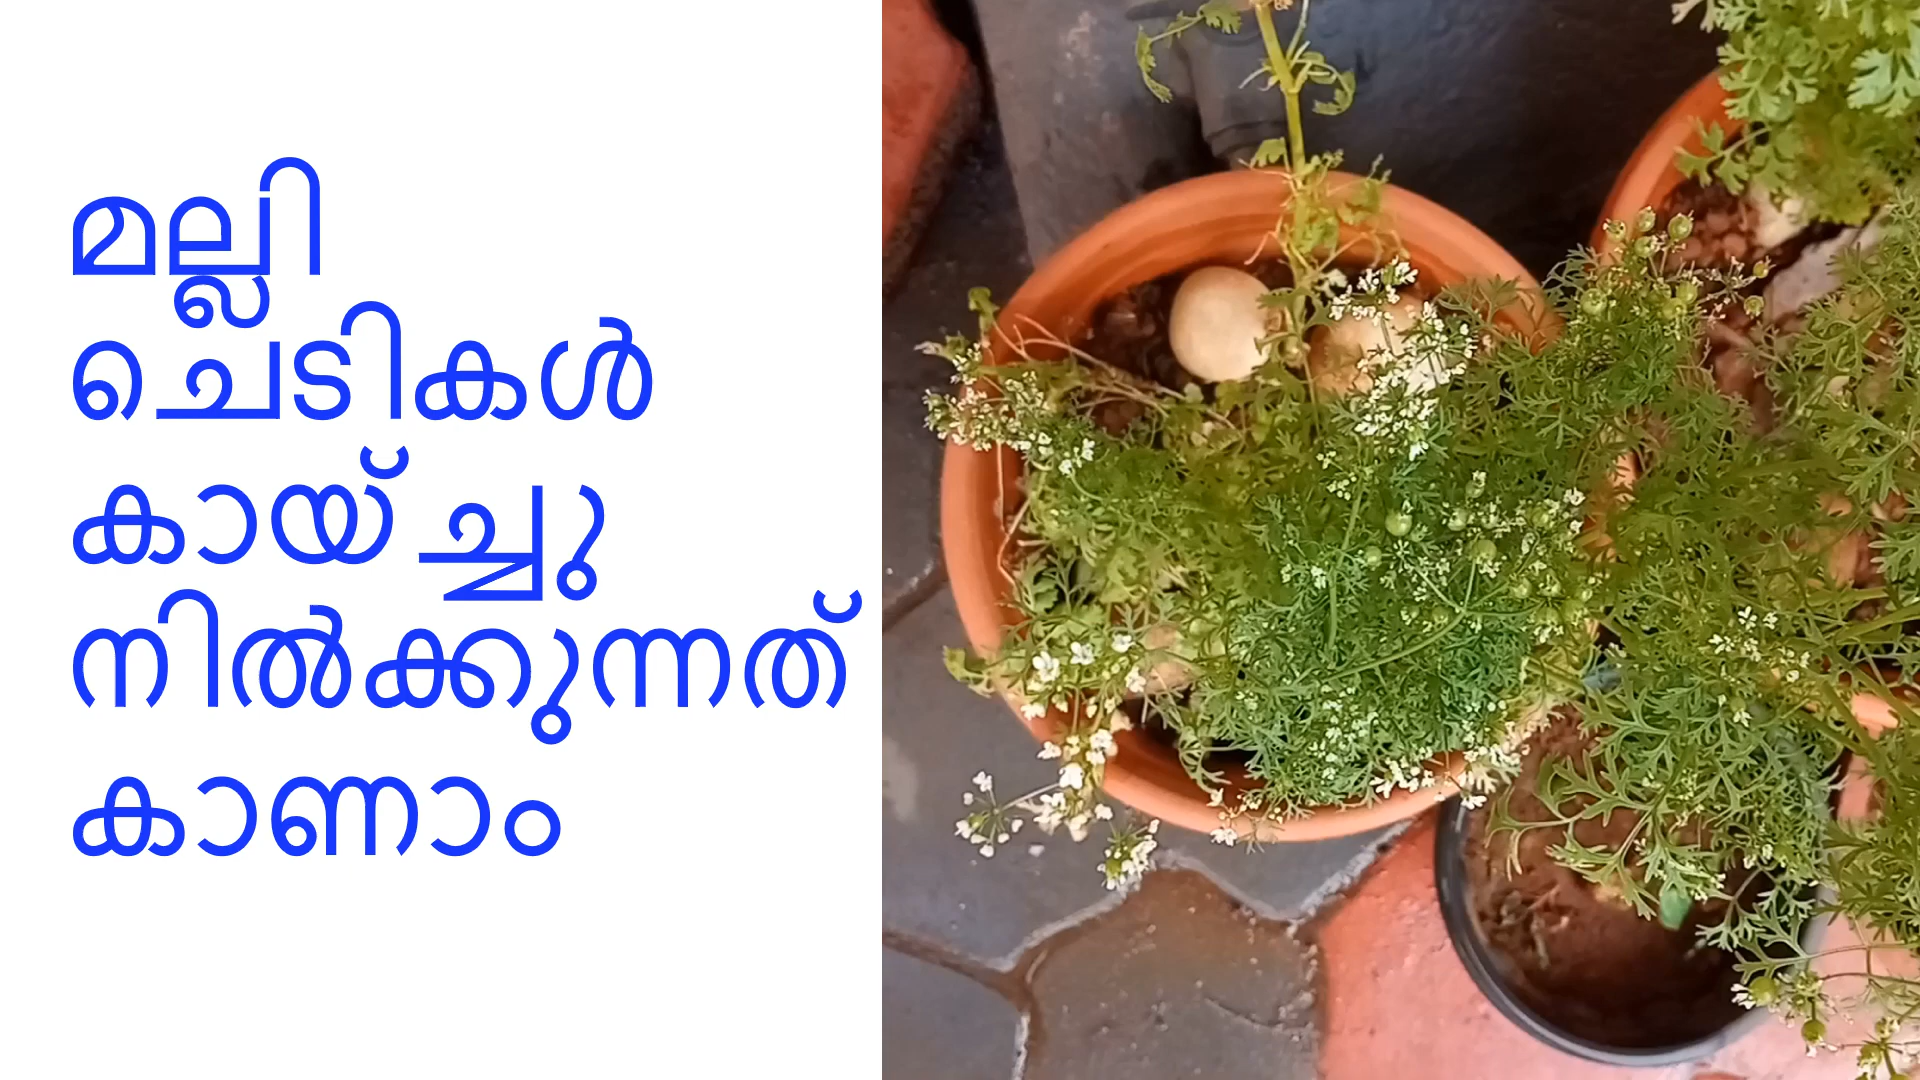 മല്ലി
ചെടികൾ
കായ് ച്ചു
നിൽക്കുന്നത്
കാണാം